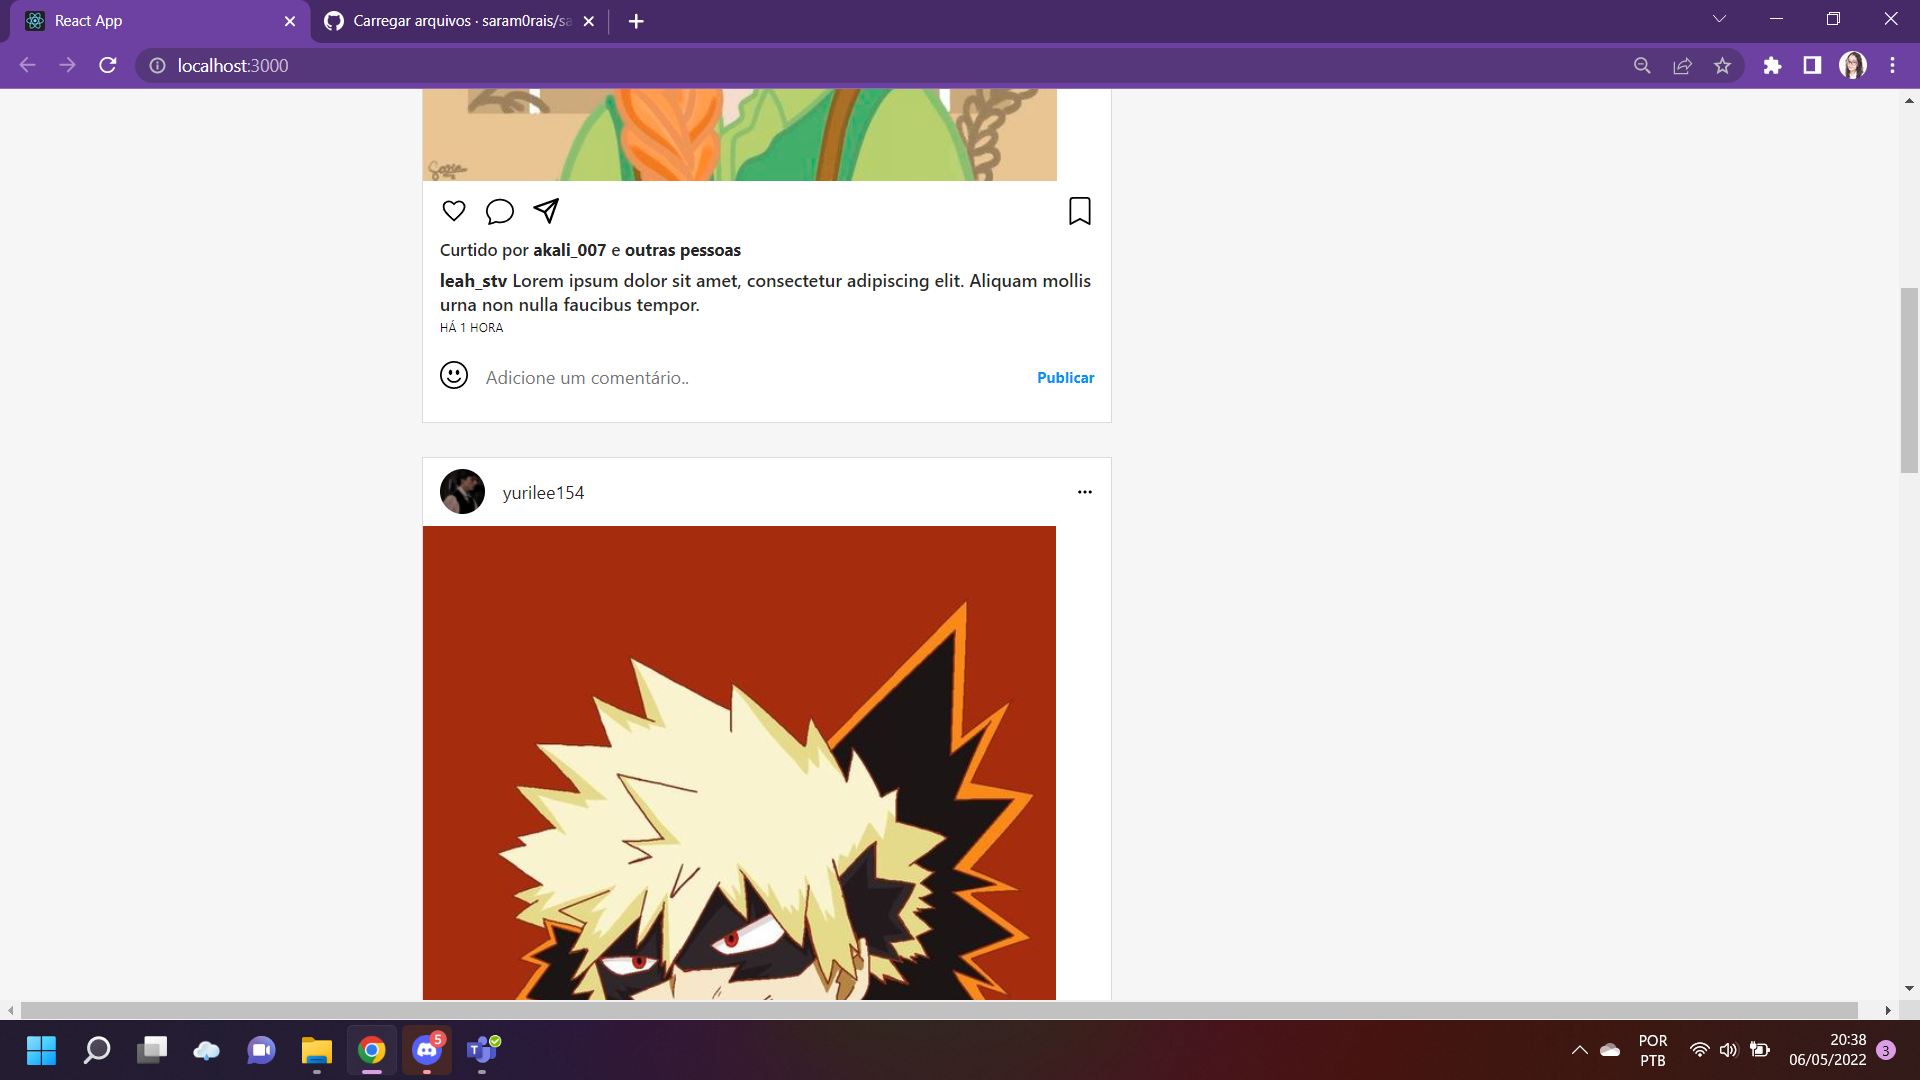 React App
Carregar arquivos · saram0rais/sa
localhost:3000
Curtido por akali_007 e outras pessoas
leah_stv Lorem ipsum dolor sit amet, consectetur adipiscing elit. Aliquam mollis
urna non nulla faucibus tempor.
HÁ 1 HORA
Adicione um comentário..
Publicar
yurilee154
5
T
POR
PTB
20:38
06/05/2022
3